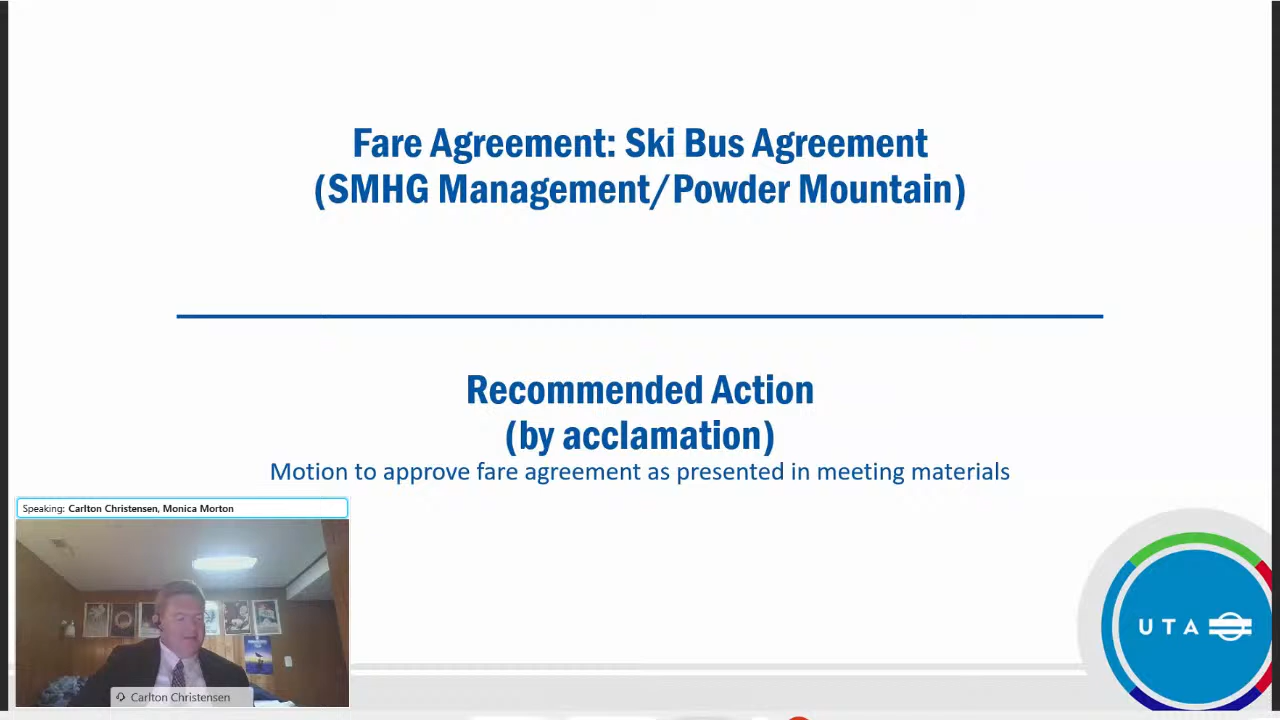 Fare Agreement: Ski Bus Agreement
(SMHG Management/Powder Mountain)
Recommended Action
(by acclamation)
Motion to approve fare agreement as presented in meeting materials
Speaking: Carlton Christensen, Monica Morton
Carlton Christensen
UTA